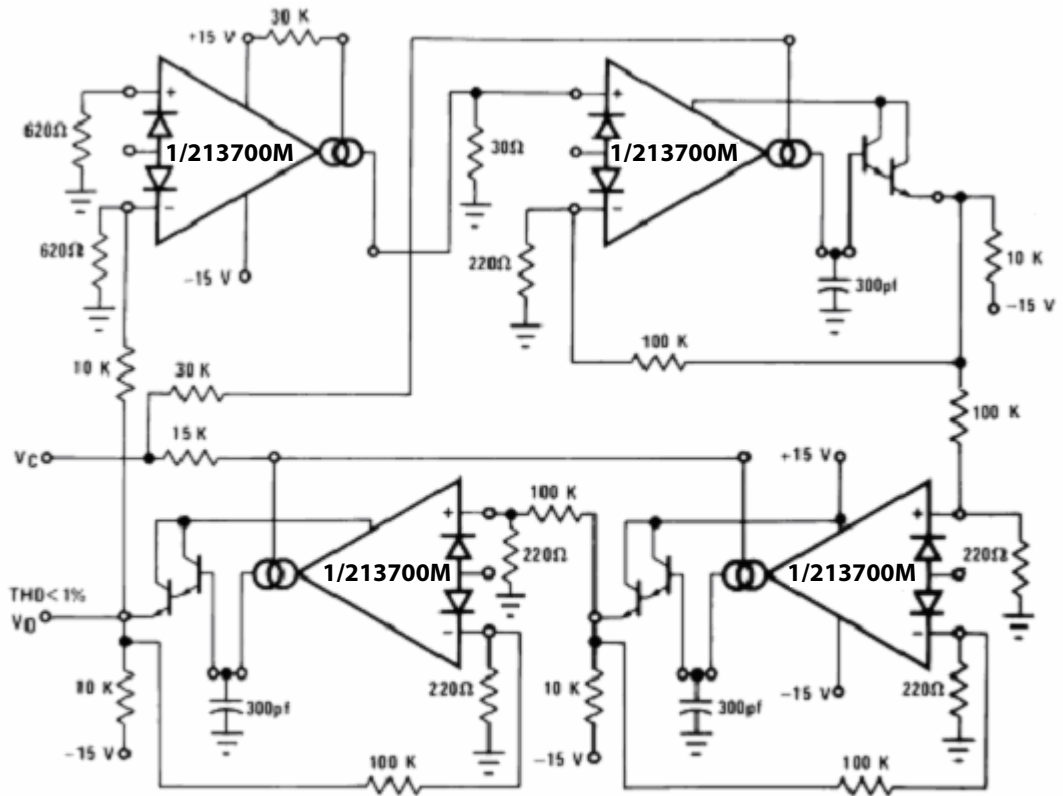 30 K
+15 V
620Ω
+
1/213700M
−
620Ω
−15 V
30Ω
+
1/213700M
−
220Ω
300pf
10 K
−15 V
100 K
10 K
30 K
100 K
15 K
VC
+15 V
100 K
+
220Ω
1/213700M
−
+
220Ω
1/213700M
−
THD<1%
VO
10 K
−15 V
300pf
220Ω
10 K
−15 V
300pf
−15 V
220Ω
100 K
100 K